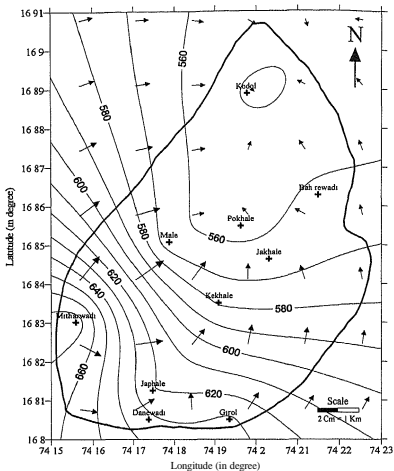 16 91
N
16 9
560
Kodol
16 89
580
16 88
16 87
600
Bah rewadi
16 86
580
Pokhale
Male
560
16 85
Jakhale
620
640
Kekhale
580
16 84
Mitharwadi
16 83
600
16 82
660
Japhale
620
Scale
16 81
Danewadi
Girol
2 Cm = 1 Km
16 8
74 15 74 16 74 17 74 18 74 19 74 2 74 21 74 22 74 23
Latitude (in degree)
Longitude (in degree)